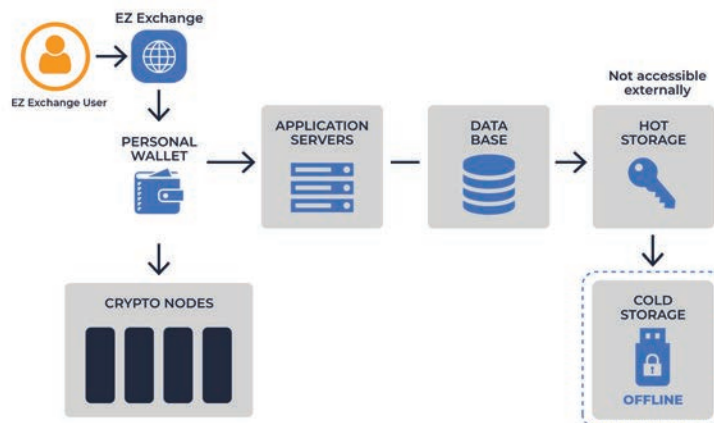 EZ Exchange
EZ Exchange User
Not accessible
externally
PERSONAL
WALLET
APPLICATION
SERVERS
DATA
BASE
HOT
STORAGE
CRYPTO NODES
COLD
STORAGE
OFFLINE